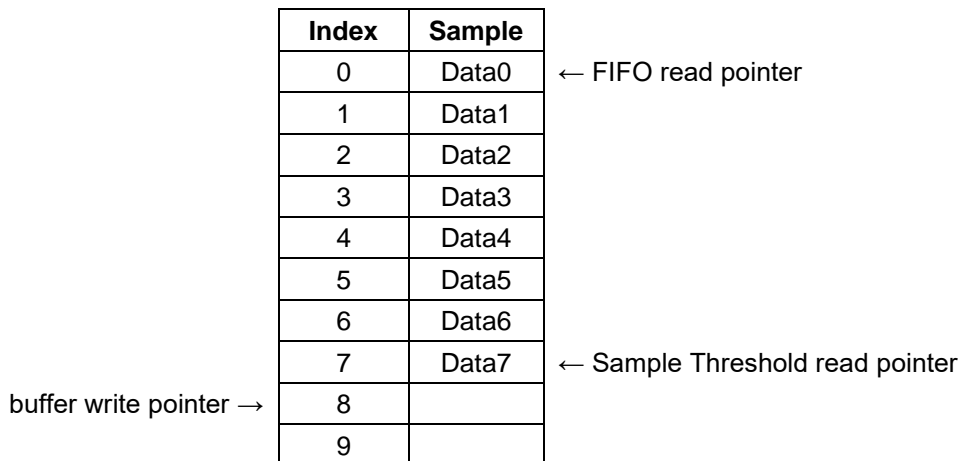 Index Sample
0 Data0 ← FIFO read pointer
1 Data1
2 Data2
3 Data3
4 Data4
5 Data5
6 Data6
7 Data7 ← Sample Threshold read pointer
buffer write pointer → 8
9